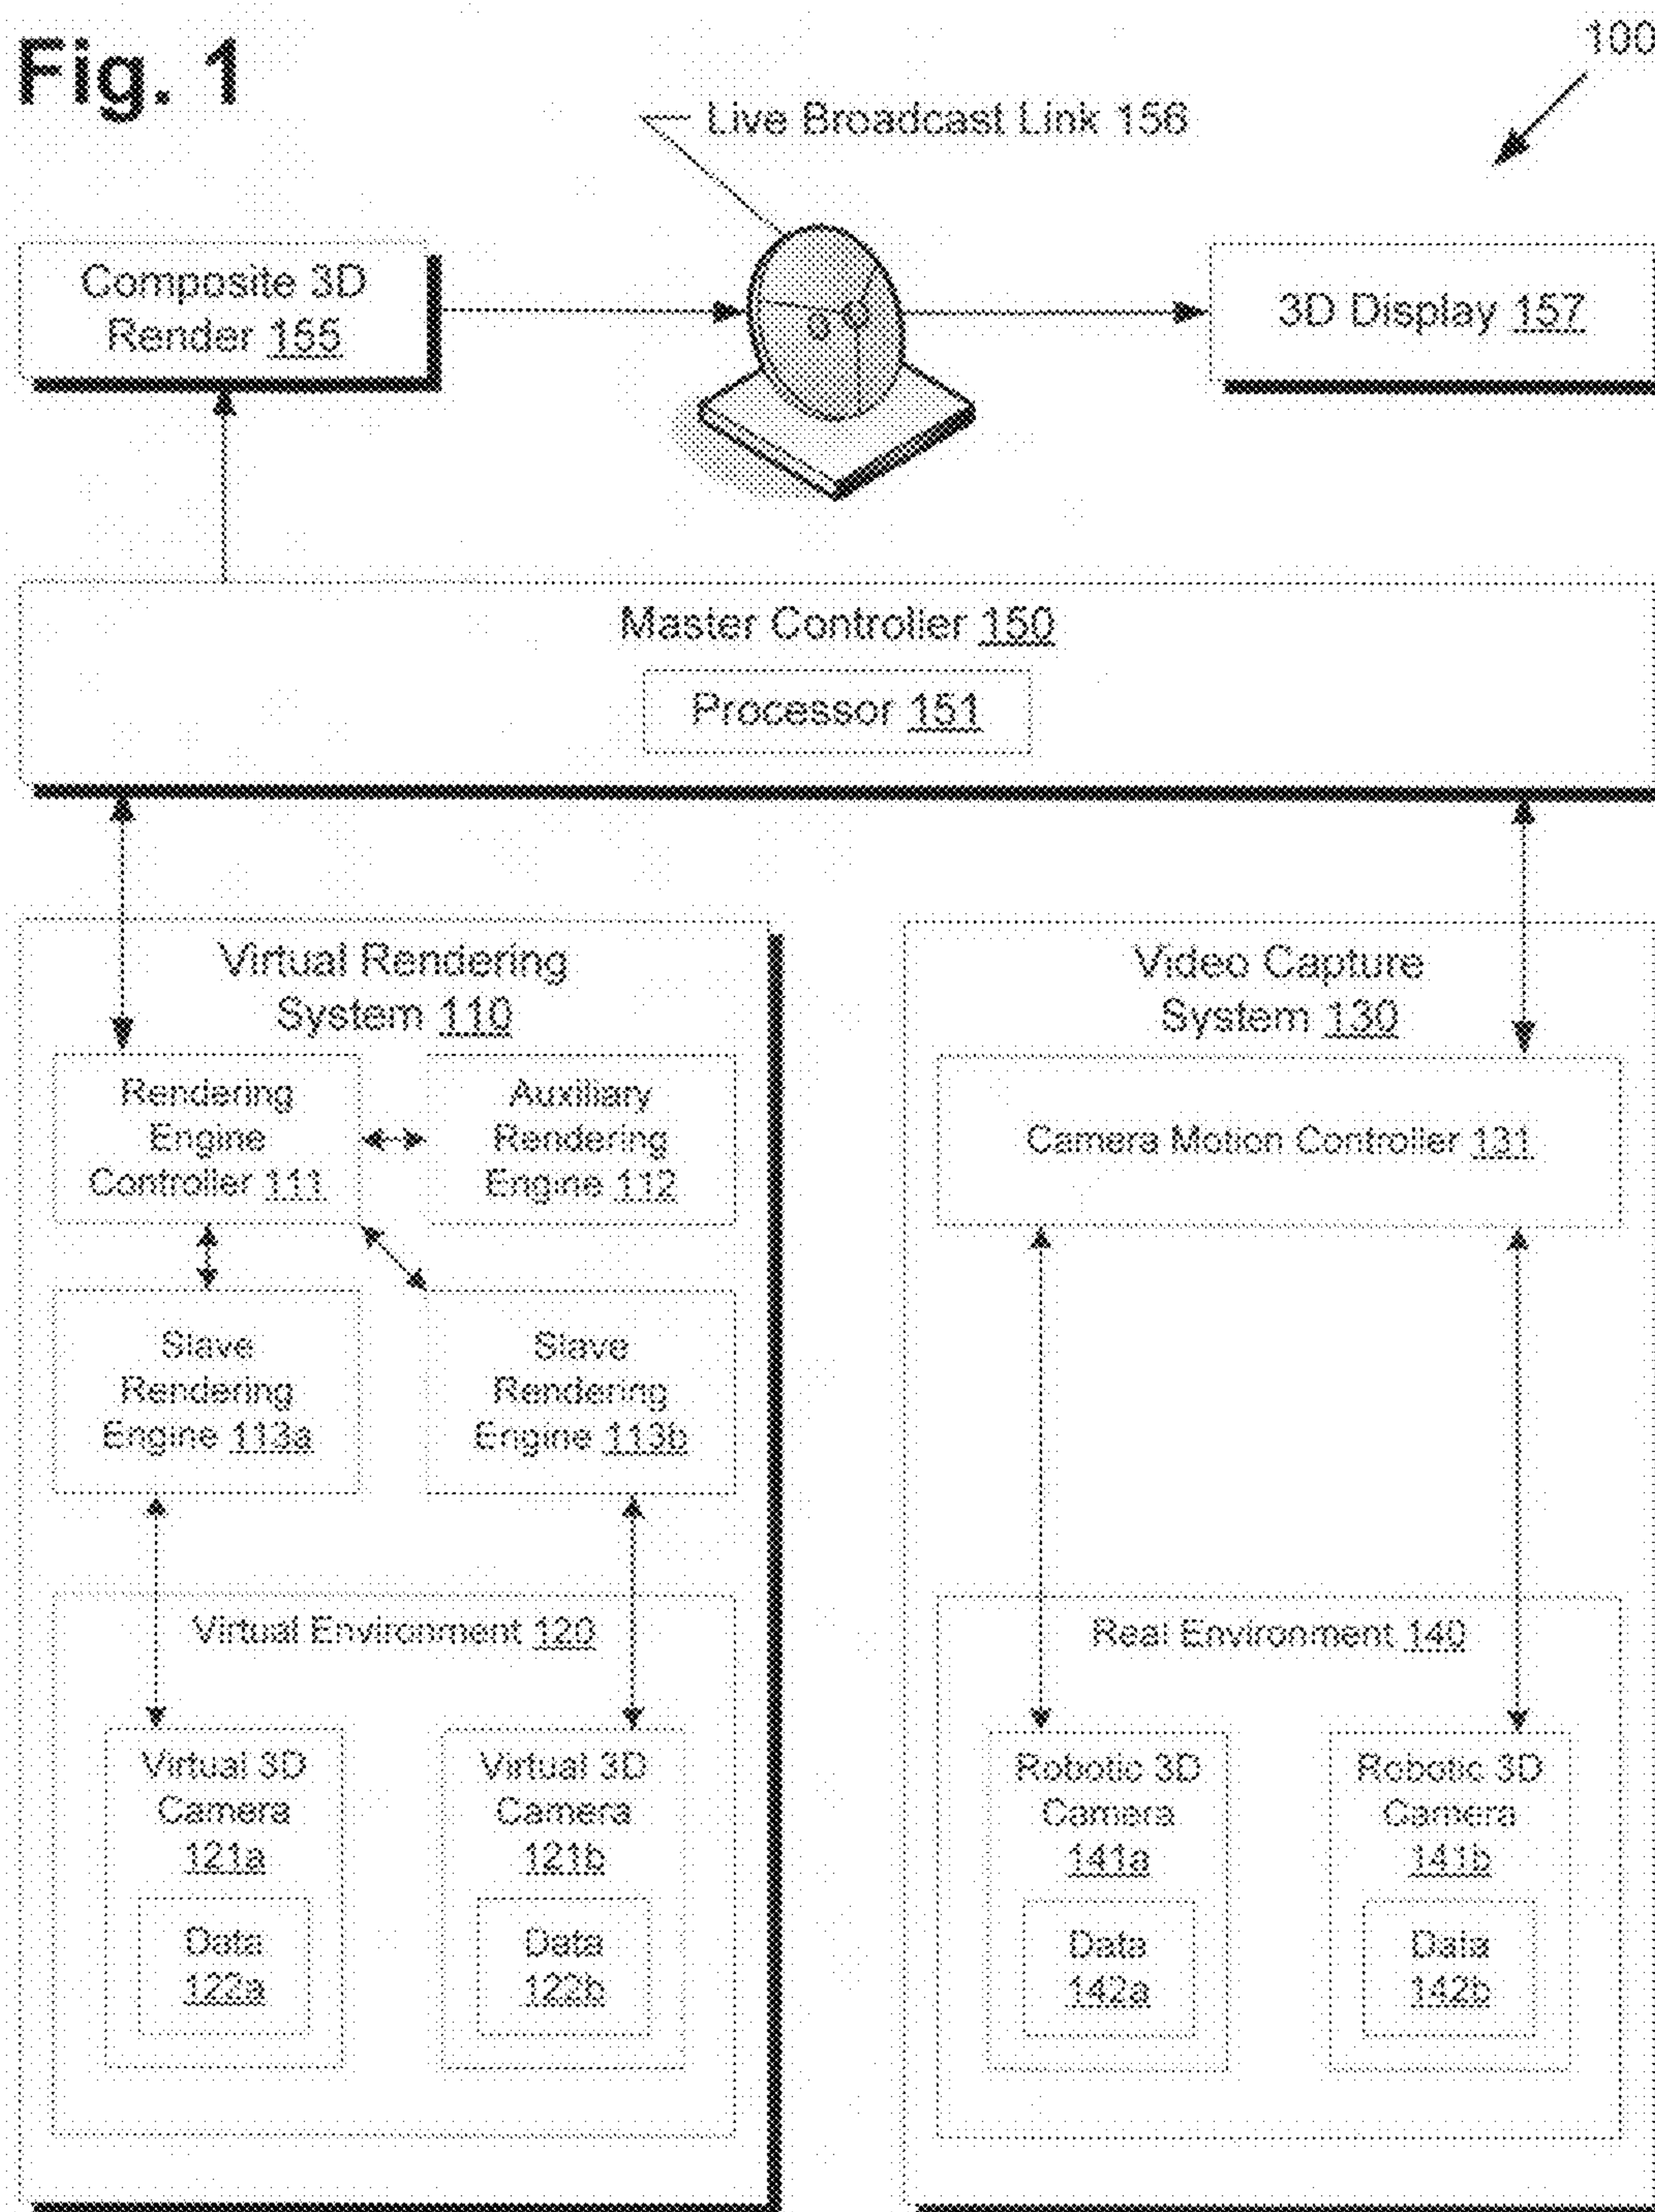 Fig. 1
100
Live Broadcast Link 156
Composite 3D
Render 155
3D Display 157
Master Controller 150
Processor 151
Virtual Rendering
System 110
Rendering
Engine
Controller 111
Auxiliary
Rendering
Engine 112
Slave
Rendering
Engine 113a
Slave
Rendering
Engine 113b
Virtual Environment 120
Virtual 3D
Camera
121a
Data
122a
Virtual 3D
Camera
121b
Data
122b
Video Capture
System 130
Camera Motion Controller 131
Real Environment 140
Robotic 3D
Camera
141a
Data
142a
Robotic 3D
Camera
141b
Data
142b